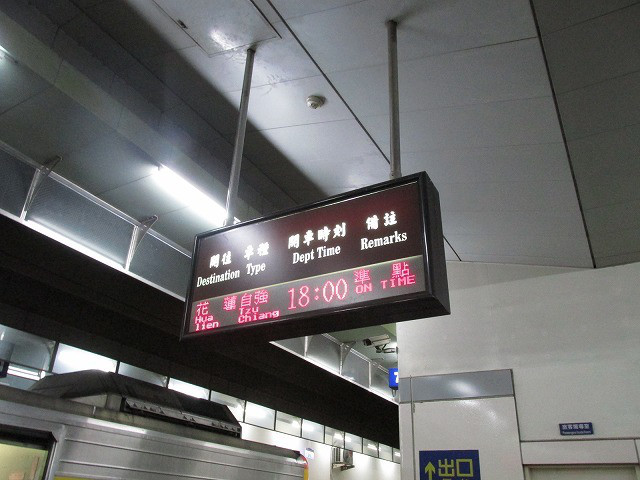 開往 車種 開車時刻 備註
Destination Type Dept Time Remarks
花蓮 自強 18:00 準點
Hua lien Tzu Chiang ON TIME
7
出口